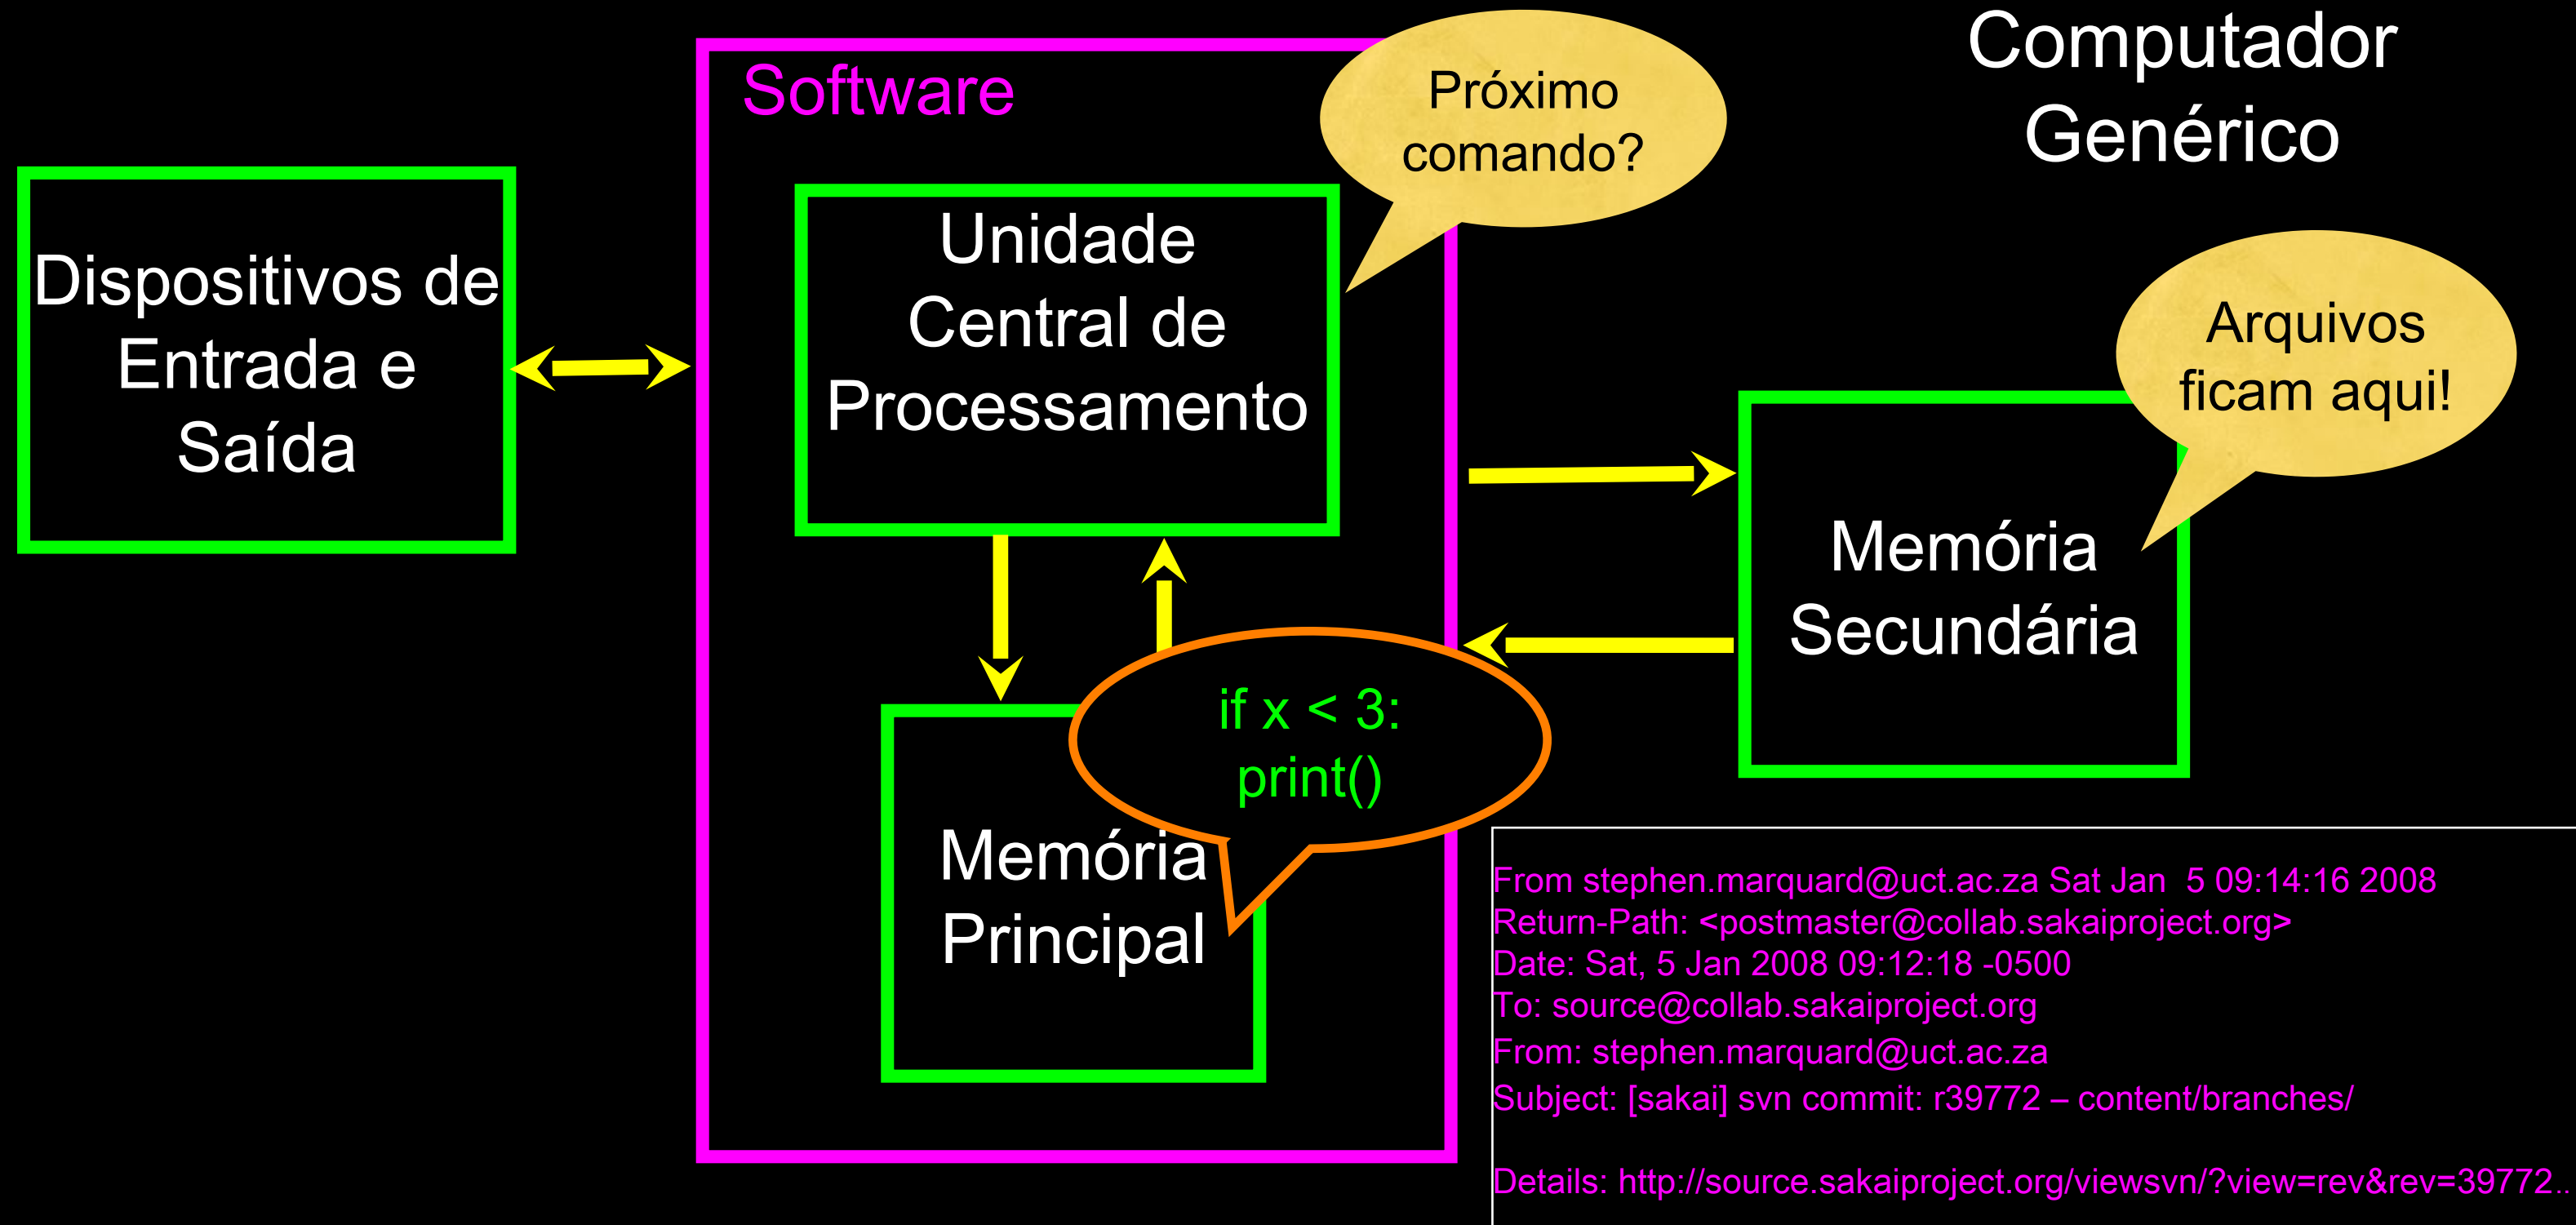 Computador
Genérico
Software
Próximo
comando?
Dispositivos de
Entrada e
Saída
Unidade
Central de
Processamento
Arquivos
ficam aqui!
Memória
Secundária
if x < 3:
print()
Memória
Principal
From stephen.marquard@uct.ac.za Sat Jan  5 09:14:16 2008
Return-Path: <postmaster@collab.sakaiproject.org>
Date: Sat, 5 Jan 2008 09:12:18 -0500
To: source@collab.sakaiproject.org
From: stephen.marquard@uct.ac.za
Subject: [sakai] svn commit: r39772 – content/branches/
Details: http://source.sakaiproject.org/viewsvn/?view=rev&rev=39772..